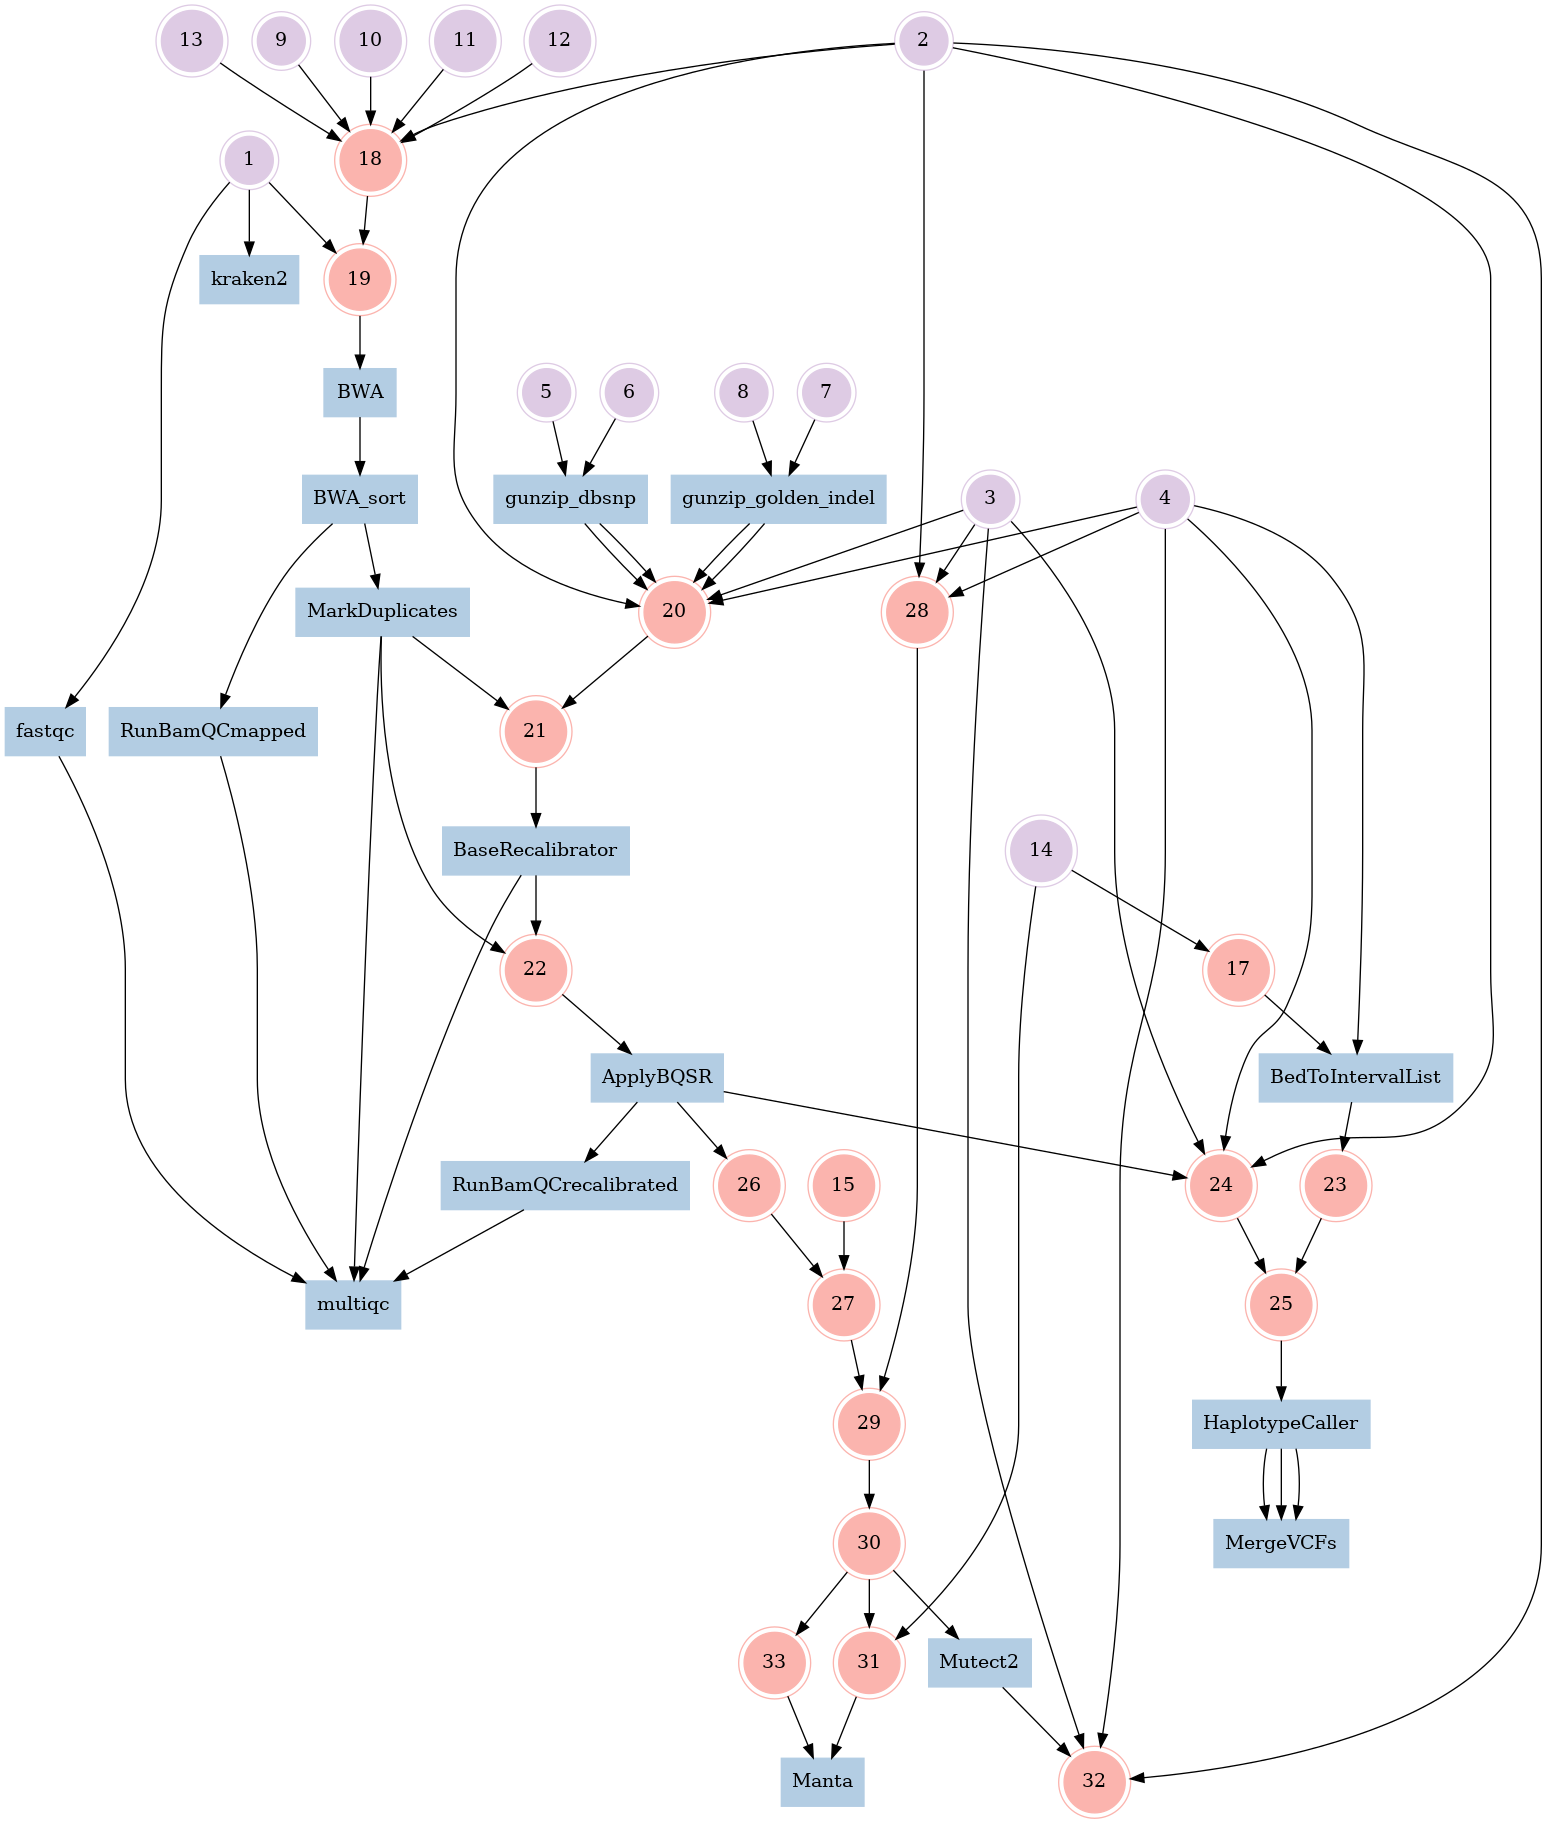 13
9
10
11
12
2
1
18
kraken2
19
BWA
5
6
8
7
BWA_sort
gunzip_dbsnp
gunzip_golden_indel
3
4
MarkDuplicates
20
28
fastqc
RunBamQCmapped
21
BaseRecalibrator
14
22
17
ApplyBQSR
BedToIntervalList
RunBamQCrecalibrated
26
15
24
23
multiqc
27
25
29
HaplotypeCaller
30
MergeVCFs
33
31
Mutect2
Manta
32